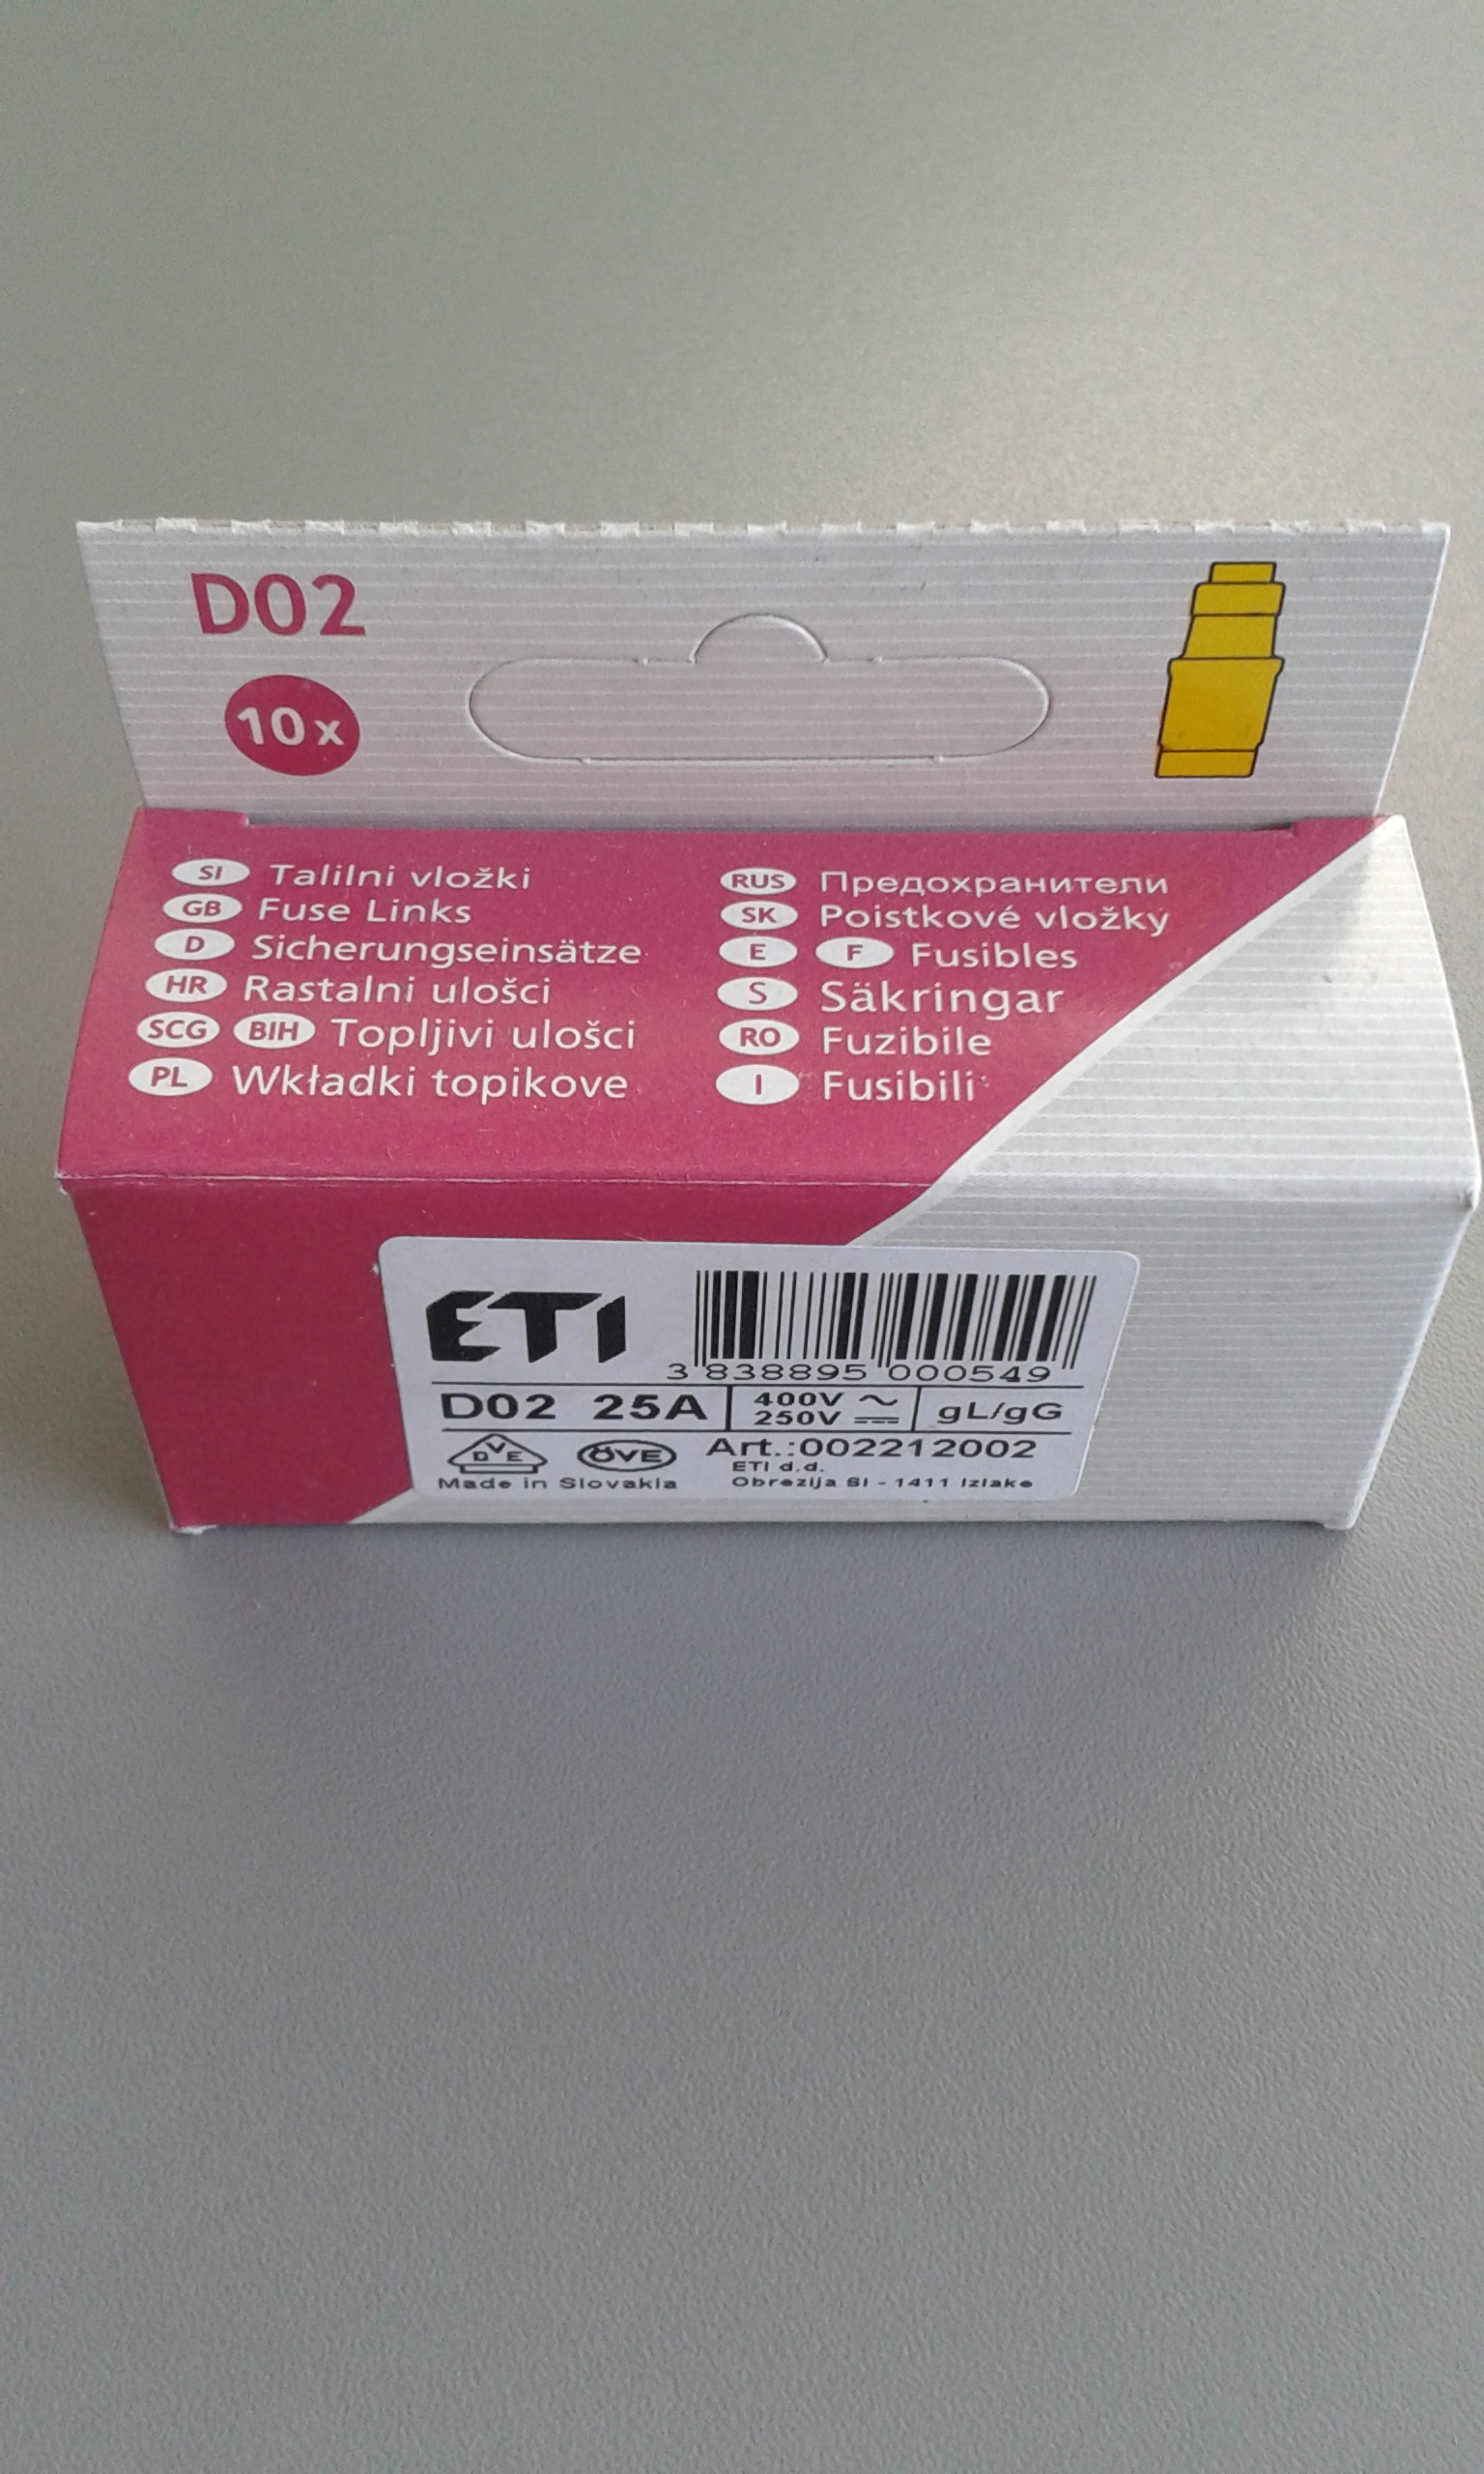 D02
10x
SI Talilni vložki
GB Fuse Links
D Sicherungseinsätze
HR Rastalni ulošci
SCG BIH Topljivi ulošci
PL Wkładki topikove
RUS Предохранители
SK Poistkové vložky
E F Fusibles
S Säkringar
RO Fuzibile
I Fusibili
ETI
3 838895 000549
D02 25A
400V ~
250V ⎓
gL/gG
DVE
ÖVE
Art.:002212002
ETI d.d.
Made in Slovakia
Obrezija SI - 1411 Izlake